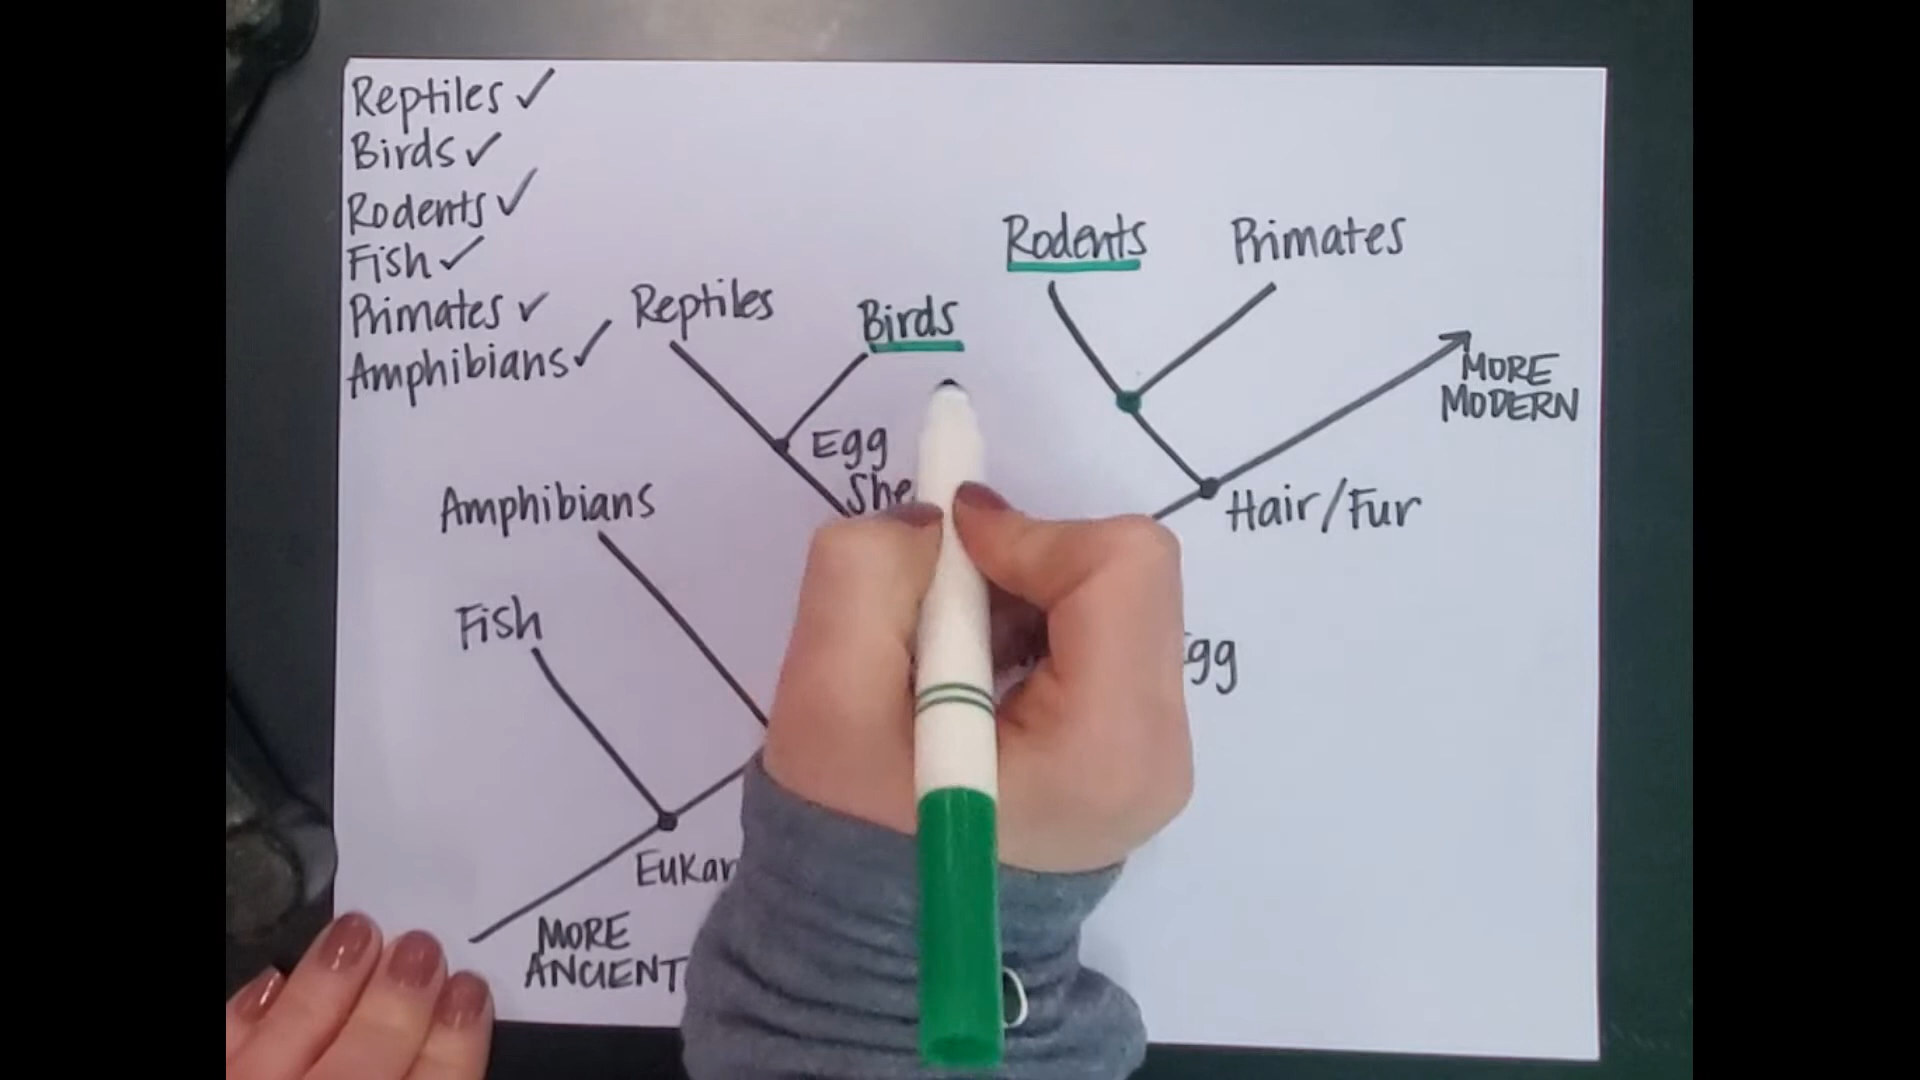 Reptiles ✓
Birds ✓
Rodents ✓
Fish ✓
Primates ✓
Amphibians ✓
Rodents
Primates
Reptiles
Birds
MORE
MODERN
Egg
Amphibians
Hair/Fur
Fish
MORE
ANCIENT